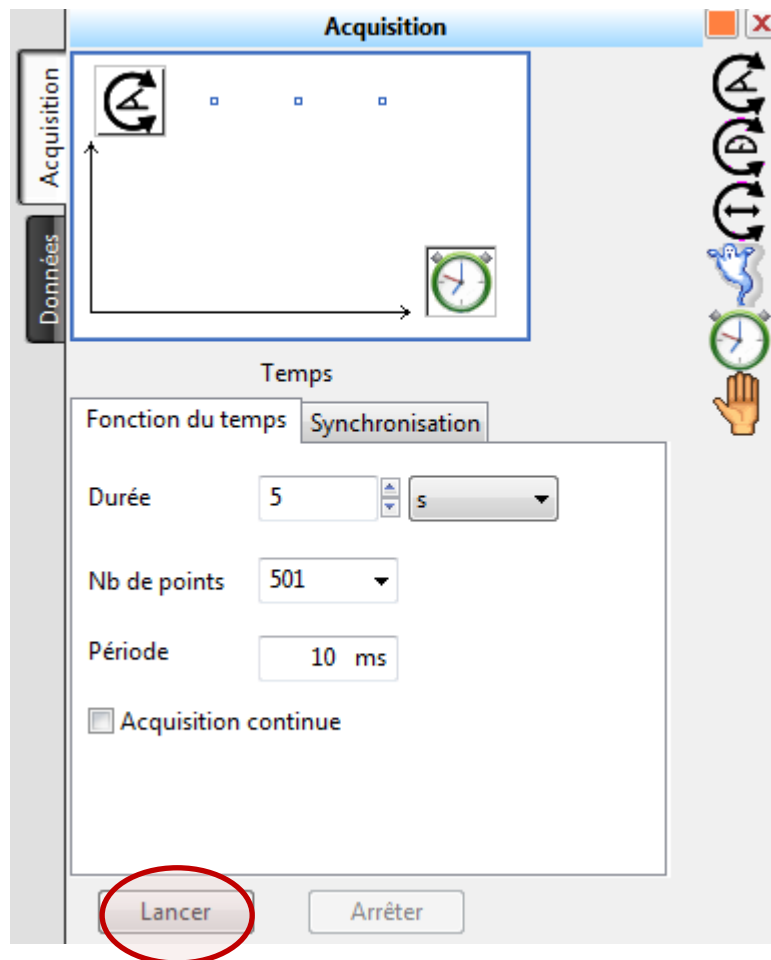 Acquisition
Acquisition
Données
Temps
Fonction du temps Synchronisation
Durée 5 s
Nb de points 501
Période 10 ms
Acquisition continue
Lancer Arrêter